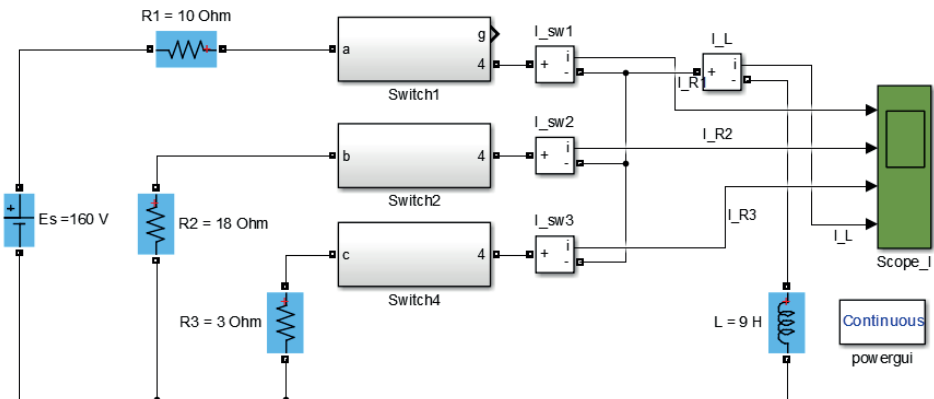 R1 = 10 Ohm
a
g
4
Switch1
I_sw1
+
i
-
I_L
+
i
-
I_R1
b
4
Switch2
I_sw2
+
i
-
I_R2
+
Es =160 V
R2 = 18 Ohm
c
4
Switch4
I_sw3
+
i
-
I_R3
I_L
Scope_I
R3 = 3 Ohm
L = 9 H
Continuous
powergui